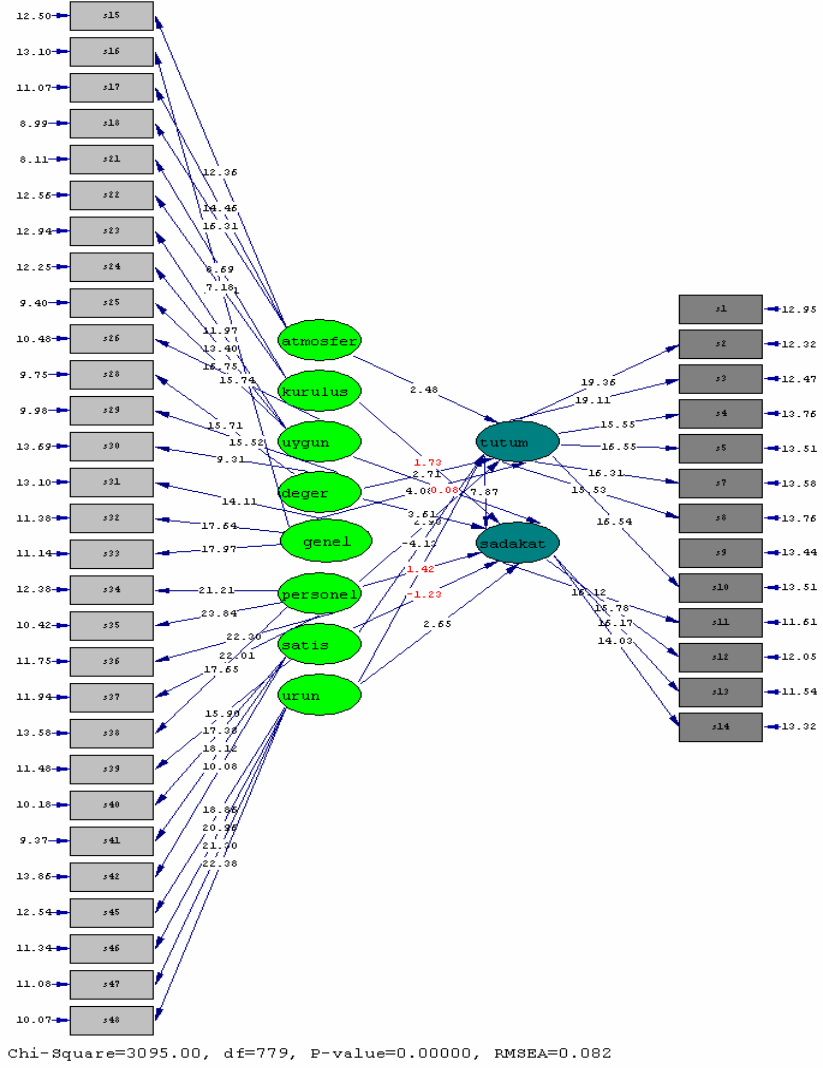 12.50 s15
13.10 s16
11.07 s17
8.99 s18
8.11 s21
12.56 s22
12.94 s23
12.25 s24
9.40 s25
10.48 s26
9.75 s28
9.98 s29
13.69 s30
13.10 s31
11.38 s32
11.14 s33
12.38 s34
10.42 s35
11.75 s36
11.94 s37
13.58 s38
11.48 s39
10.18 s40
9.37 s41
13.86 s42
12.54 s45
11.34 s46
11.08 s47
10.07 s48
12.36
14.46
16.31
8.69
7.18
11.97
13.40
16.75
15.74
15.71
15.52
9.31
14.11
17.64
17.97
21.21
23.84
22.30
22.01
17.65
15.90
17.38
18.12
10.08
18.86
20.96
21.30
22.38
atmosfer
kurulus
uygun
deger
genel
personel
satis
urun
2.48
1.73
2.71
0.08
7.87
3.61
-4.12
1.42
-1.23
2.65
tutum
sadakat
19.36
19.11
15.55
16.55
16.31
15.53
16.54
16.12
15.78
16.17
14.03
s1 12.95
s2 12.32
s3 12.47
s4 13.76
s5 13.51
s7 13.58
s8 13.76
s9 13.44
s10 13.51
s11 11.61
s12 12.05
s13 11.54
s14 13.32
Chi-Square=3095.00, df=779, P-value=0.00000, RMSEA=0.082